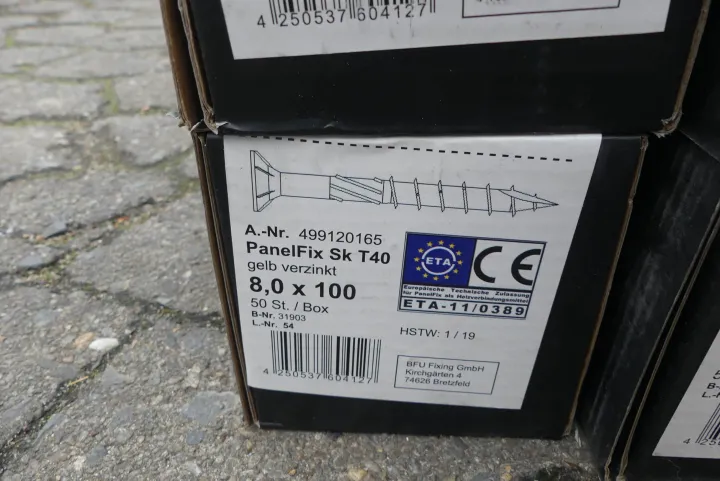 4 250537 604127
A.-Nr. 499120165
PanelFix Sk T40
gelb verzinkt
8,0 x 100
50 St. / Box
B-Nr. 31903
L.-Nr. 54
4 250537 604127
ETA
CE
Europäische Technische Zulassung
für PanelFix als Holzverbindungsmittel
ETA-11/0389
HSTW: 1 / 19
BFU Fixing GmbH
Kirchgärten 4
74626 Bretzfeld